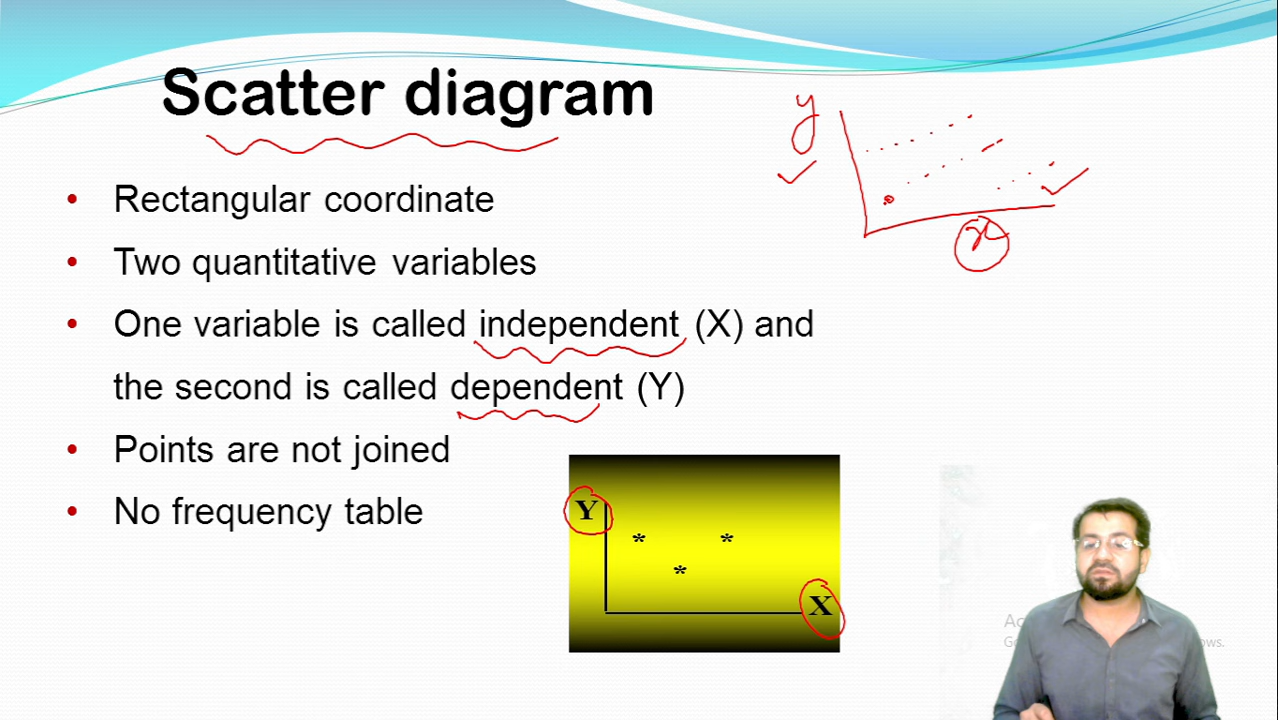 Scatter diagram
y
x
• Rectangular coordinate
• Two quantitative variables
• One variable is called independent (X) and
the second is called dependent (Y)
• Points are not joined
• No frequency table
Y
* *
*
X